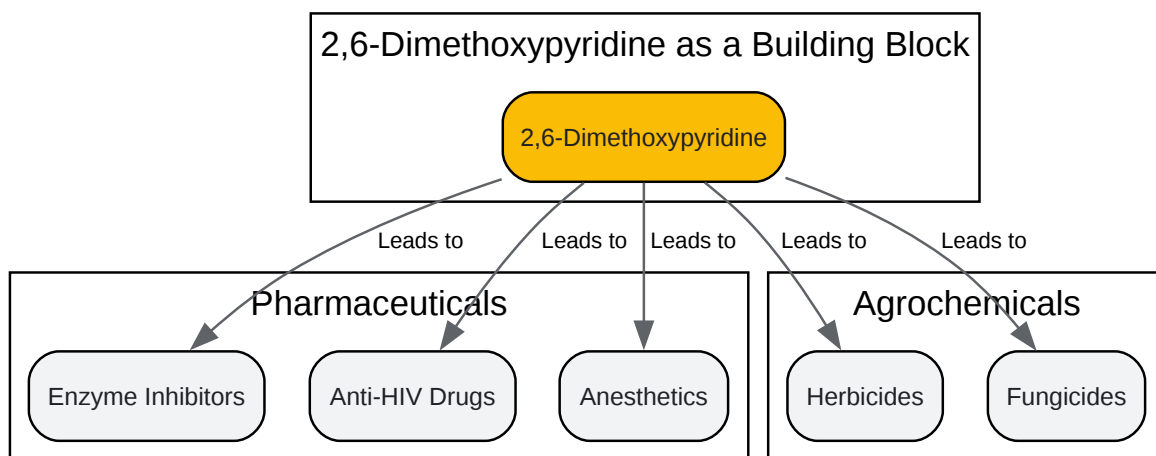 2,6-Dimethoxypyridine as a Building Block
2,6-Dimethoxypyridine
Leads to
Leads to
Leads to
Leads to
Leads to
Pharmaceuticals
Agrochemicals
Enzyme Inhibitors
Anti-HIV Drugs
Anesthetics
Herbicides
Fungicides